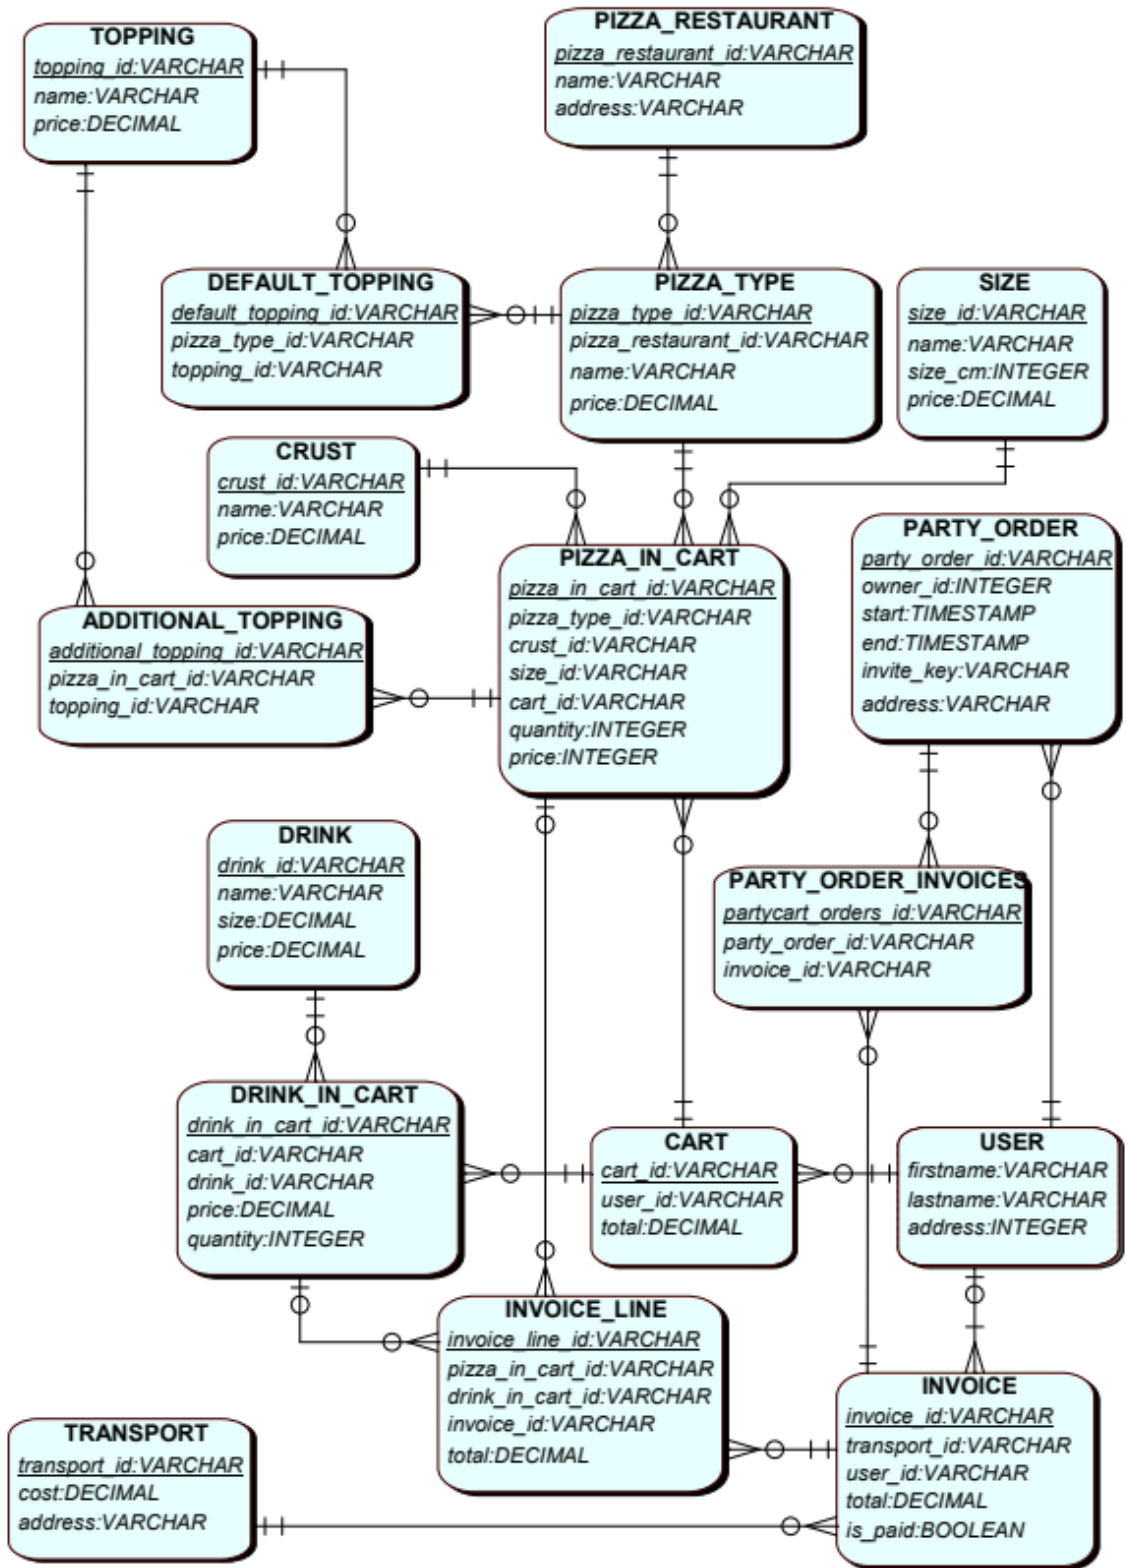 TOPPING
topping_id:VARCHAR
name:VARCHAR
price:DECIMAL
PIZZA_RESTAURANT
pizza_restaurant_id:VARCHAR
name:VARCHAR
address:VARCHAR
DEFAULT_TOPPING
default_topping_id:VARCHAR
pizza_type_id:VARCHAR
topping_id:VARCHAR
PIZZA_TYPE
pizza_type_id:VARCHAR
pizza_restaurant_id:VARCHAR
name:VARCHAR
price:DECIMAL
SIZE
size_id:VARCHAR
name:VARCHAR
size_cm:INTEGER
price:DECIMAL
CRUST
crust_id:VARCHAR
name:VARCHAR
price:DECIMAL
PIZZA_IN_CART
pizza_in_cart_id:VARCHAR
pizza_type_id:VARCHAR
crust_id:VARCHAR
size_id:VARCHAR
cart_id:VARCHAR
quantity:INTEGER
price:INTEGER
PARTY_ORDER
party_order_id:VARCHAR
owner_id:INTEGER
start:TIMESTAMP
end:TIMESTAMP
invite_key:VARCHAR
address:VARCHAR
ADDITIONAL_TOPPING
additional_topping_id:VARCHAR
pizza_in_cart_id:VARCHAR
topping_id:VARCHAR
DRINK
drink_id:VARCHAR
name:VARCHAR
size:DECIMAL
price:DECIMAL
PARTY_ORDER_INVOICES
partycart_orders_id:VARCHAR
party_order_id:VARCHAR
invoice_id:VARCHAR
DRINK_IN_CART
drink_in_cart_id:VARCHAR
cart_id:VARCHAR
drink_id:VARCHAR
price:DECIMAL
quantity:INTEGER
CART
cart_id:VARCHAR
user_id:VARCHAR
total:DECIMAL
USER
firstname:VARCHAR
lastname:VARCHAR
address:INTEGER
INVOICE_LINE
invoice_line_id:VARCHAR
pizza_in_cart_id:VARCHAR
drink_in_cart_id:VARCHAR
invoice_id:VARCHAR
total:DECIMAL
INVOICE
invoice_id:VARCHAR
transport_id:VARCHAR
user_id:VARCHAR
total:DECIMAL
is_paid:BOOLEAN
TRANSPORT
transport_id:VARCHAR
cost:DECIMAL
address:VARCHAR